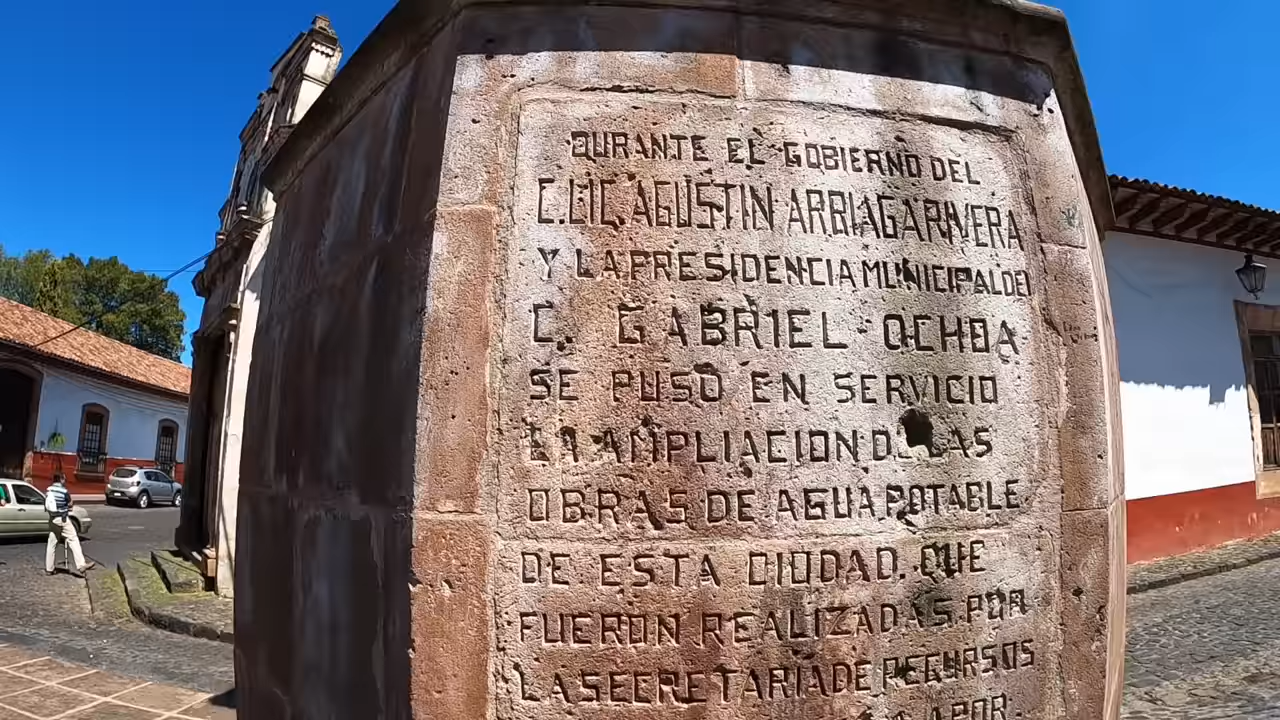 DURANTE EL GOBIERNO DEL
C. LIC. AGUSTIN ARRIAGA RIVERA
Y LA PRESIDENCIA MUNICIPAL DEL
C. GABRIEL OCHOA
SE PUSO EN SERVICIO
LA AMPLIACION DE LAS
OBRAS DE AGUA POTABLE
DE ESTA CIUDAD. QUE
FUERON REALIZADAS POR
LA SECRETARIA DE RECURSOS
APOR.